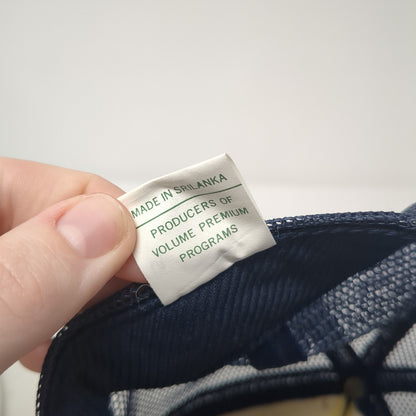 MADE IN SRILANKA
PRODUCERS OF
VOLUME PREMIUM
PROGRAMS